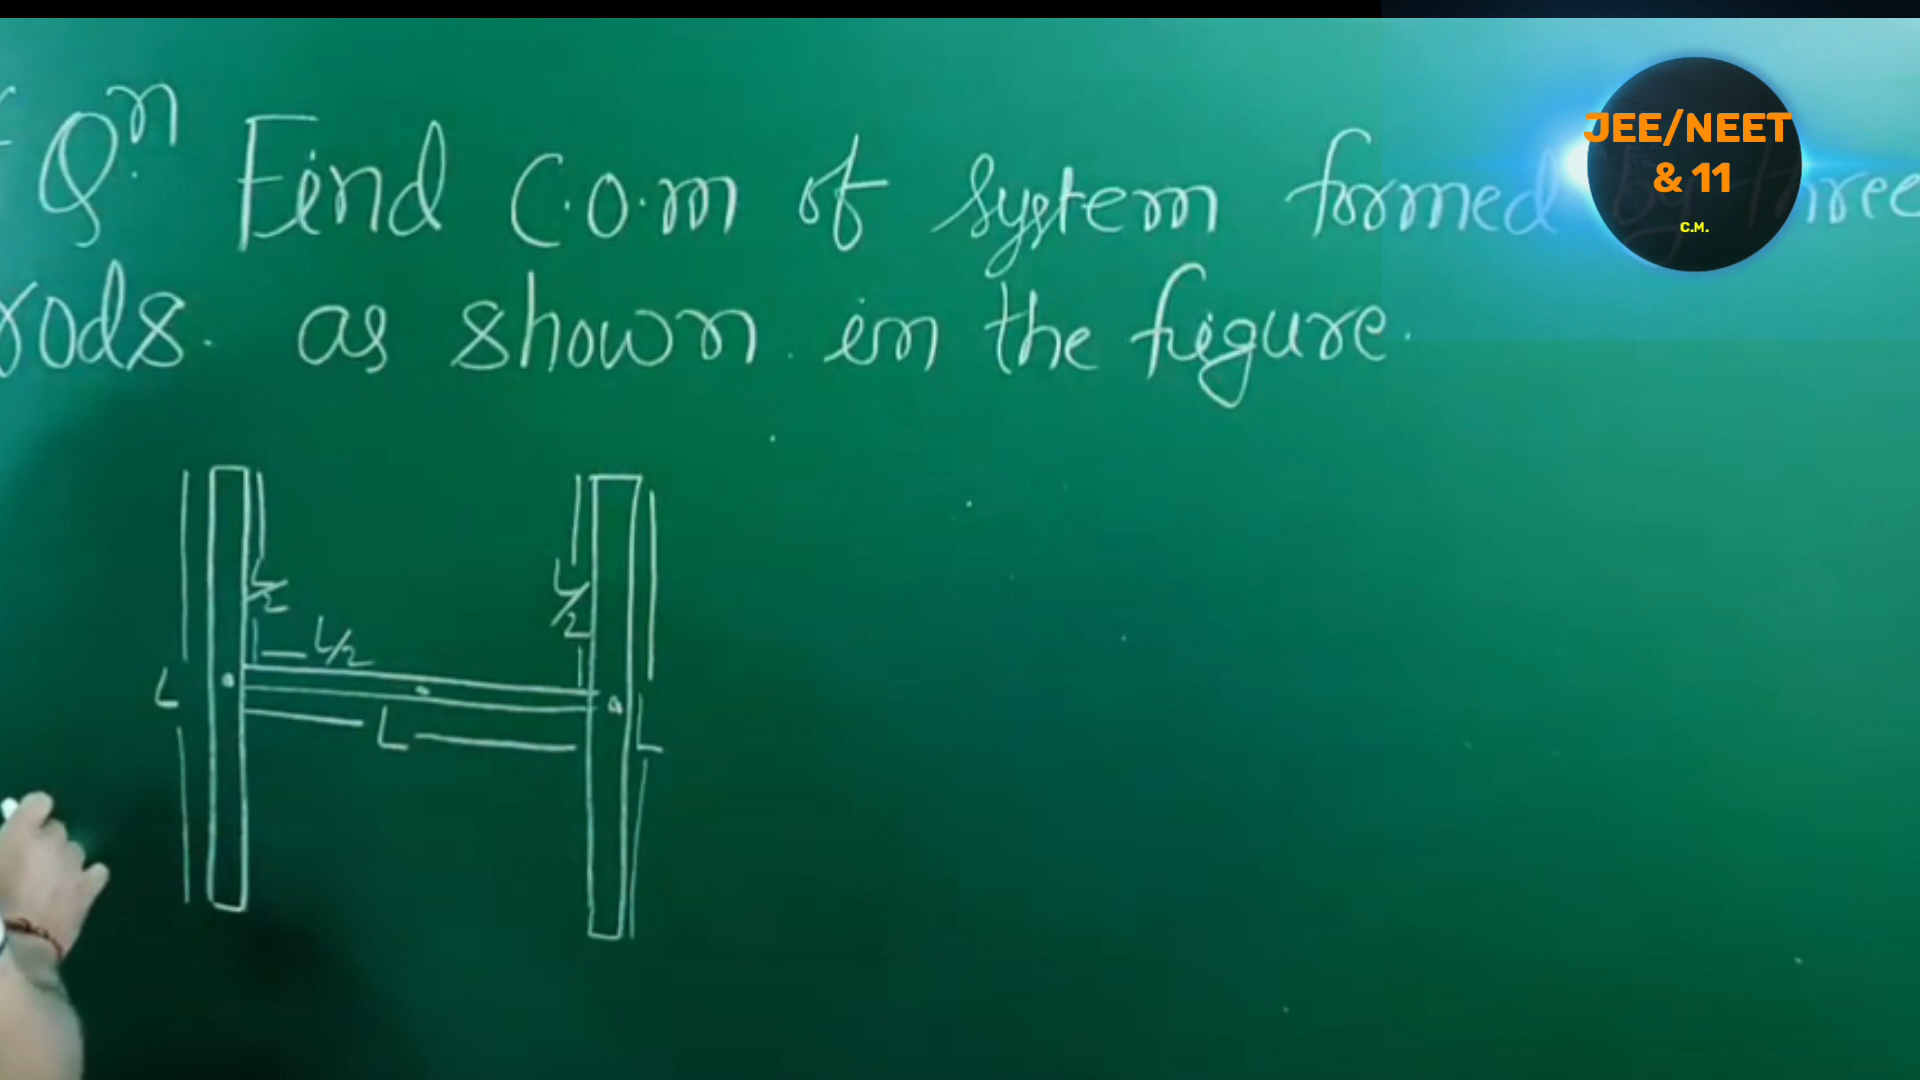 Qn. Find C.O.M of system formed by three
rods. as shown in the figure.
JEE/NEET
& 11
C.M.
L/2
L/2
L/2
L
L
L